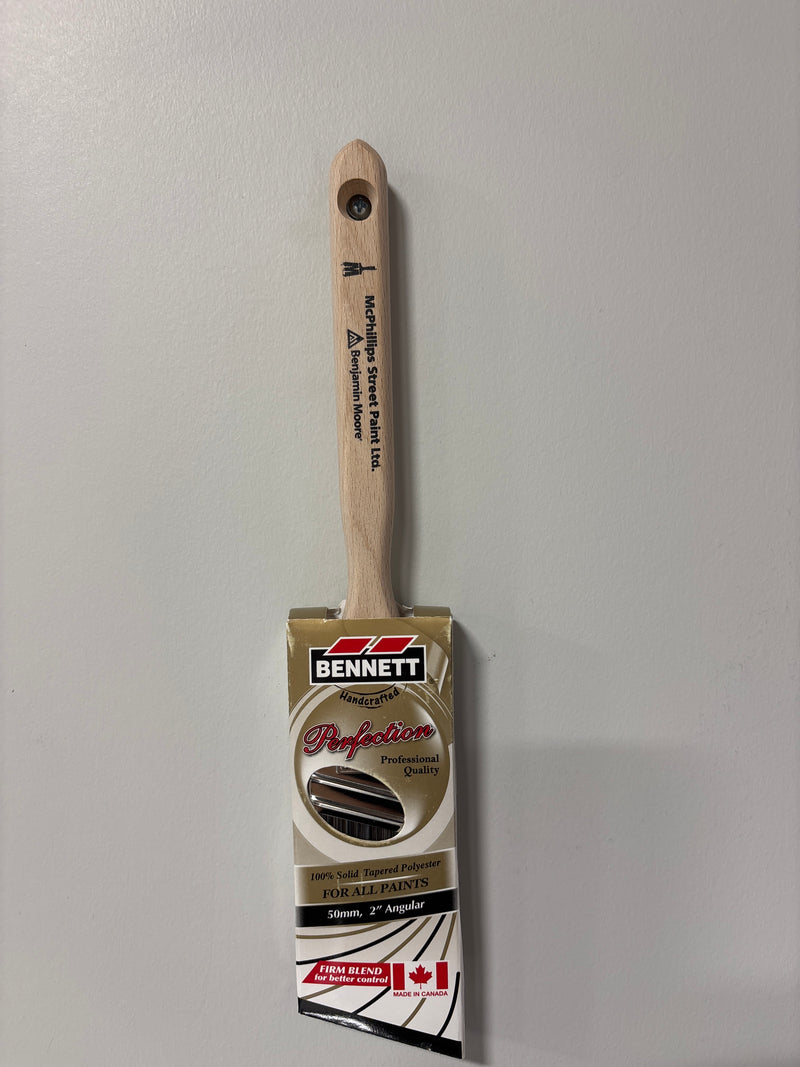 McPhillips Street Paint Ltd.
Benjamin Moore®
BENNETT
Handcrafted
Perfection
Professional
Quality
100% Solid, Tapered Polyester
FOR ALL PAINTS
50mm, 2" Angular
FIRM BLEND
for better control
MADE IN CANADA